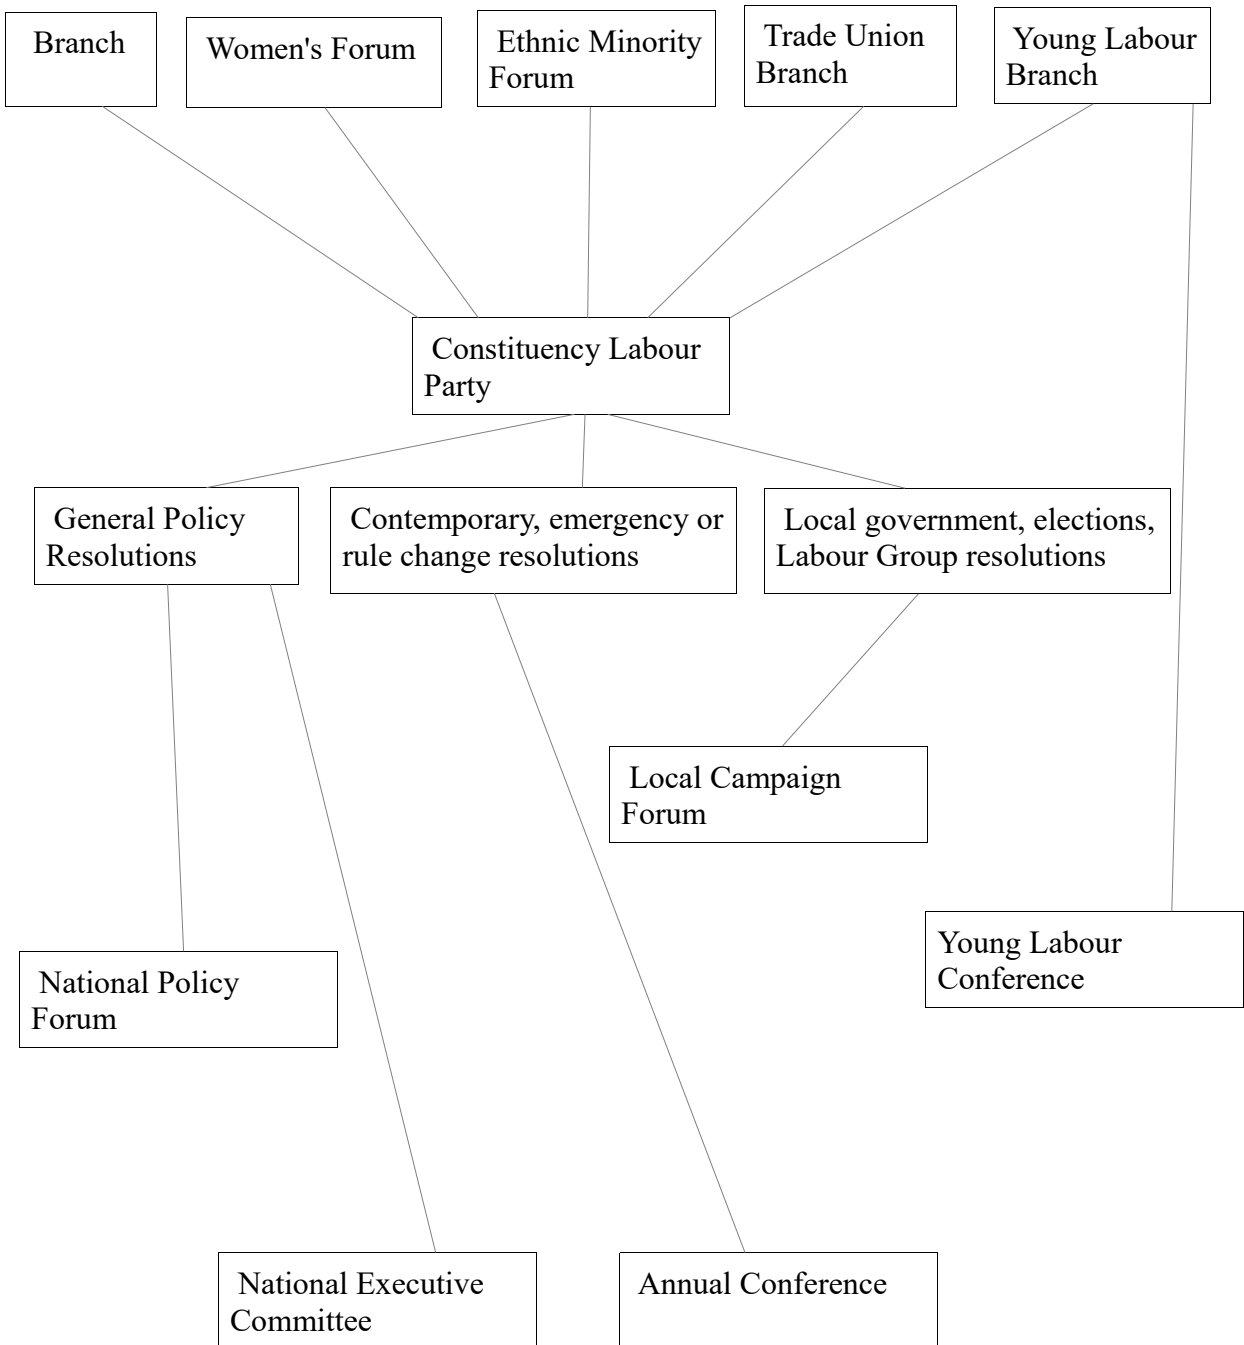 Branch
Women's Forum
Ethnic Minority
Forum
Trade Union
Branch
Young Labour
Branch
Constituency Labour
Party
General Policy
Resolutions
Contemporary, emergency or
rule change resolutions
Local government, elections,
Labour Group resolutions
Local Campaign
Forum
Young Labour
Conference
National Policy
Forum
National Executive
Committee
Annual Conference